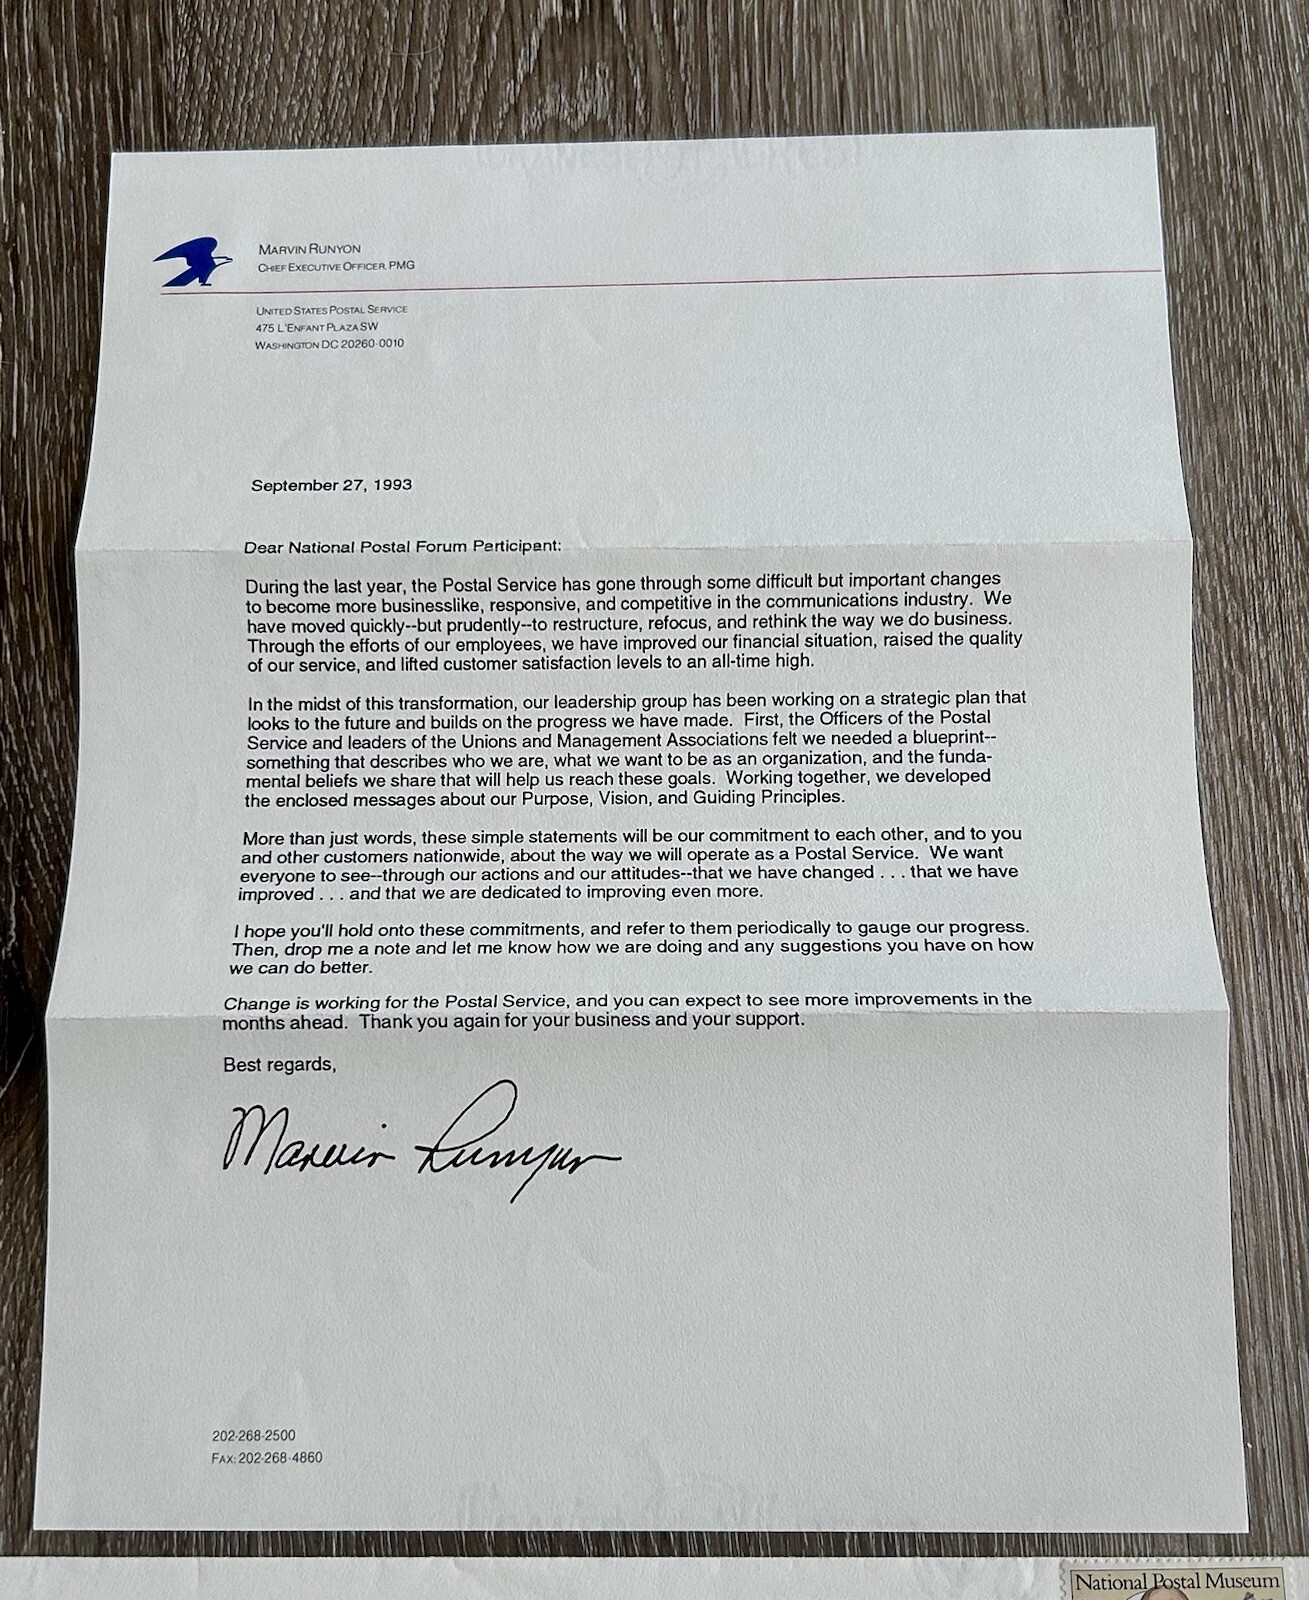 MARVIN RUNYON
CHIEF EXECUTIVE OFFICER, PMG
UNITED STATES POSTAL SERVICE
475 L'ENFANT PLAZA SW
WASHINGTON DC 20260-0010
September 27, 1993
Dear National Postal Forum Participant:
During the last year, the Postal Service has gone through some difficult but important changes
to become more businesslike, responsive, and competitive in the communications industry.  We
have moved quickly--but prudently--to restructure, refocus, and rethink the way we do business.
Through the efforts of our employees, we have improved our financial situation, raised the quality
of our service, and lifted customer satisfaction levels to an all-time high.
In the midst of this transformation, our leadership group has been working on a strategic plan that
looks to the future and builds on the progress we have made.  First, the Officers of the Postal
Service and leaders of the Unions and Management Associations felt we needed a blueprint--
something that describes who we are, what we want to be as an organization, and the funda-
mental beliefs we share that will help us reach these goals.  Working together, we developed
the enclosed messages about our Purpose, Vision, and Guiding Principles.
More than just words, these simple statements will be our commitment to each other, and to you
and other customers nationwide, about the way we will operate as a Postal Service.  We want
everyone to see--through our actions and our attitudes--that we have changed . . . that we have
improved . . . and that we are dedicated to improving even more.
I hope you'll hold onto these commitments, and refer to them periodically to gauge our progress.
Then, drop me a note and let me know how we are doing and any suggestions you have on how
we can do better.
Change is working for the Postal Service, and you can expect to see more improvements in the
months ahead.  Thank you again for your business and your support.
Best regards,
Marvin Runyon
202-268-2500
FAX: 202-268-4860
National Postal Museum